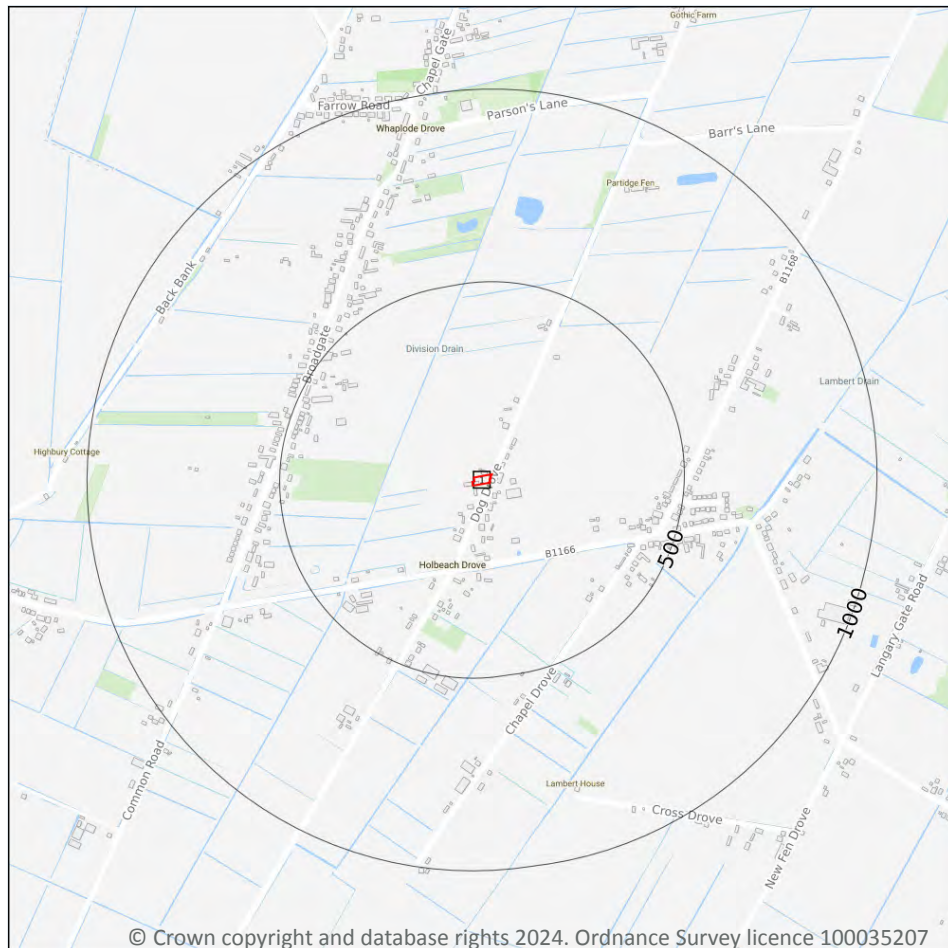 Gothic Farm
Chapel Gate
Farrow Road
Parson's Lane
Whaplode Drove
Barr's Lane
Partidge Fen
B1168
Back Bank
Broadgate
Division Drain
Lambert Drain
Highbury Cottage
Dog Drove
500
B1166
Holbeach Drove
1000
Langary Gate Road
Chapel Drove
Common Road
Lambert House
Cross Drove
New Fen Drove
© Crown copyright and database rights 2024. Ordnance Survey licence 100035207